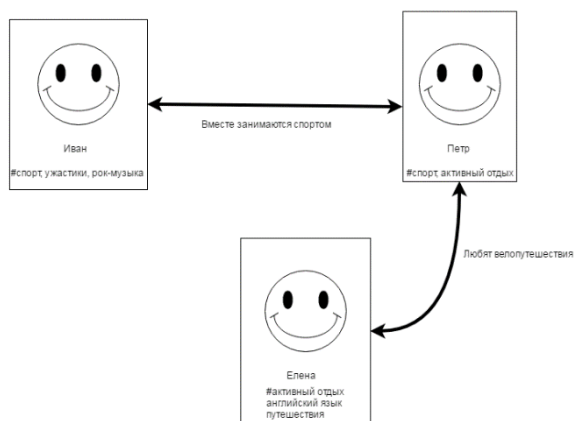 Вместе занимаются спортом
Иван
#спорт, ужастики, рок-музыка
Петр
#спорт, активный отдых
Любят велопутешествия
Елена
#активный отдых
английский язык
путешествия